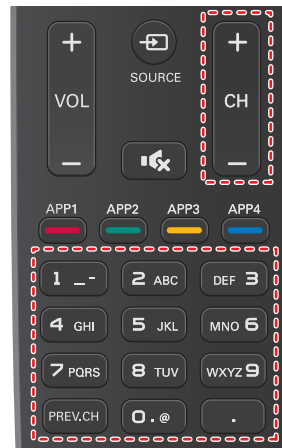 + +
SOURCE
VOL CH
— —
APP1 APP2 APP3 APP4
1 _- 2 ABC DEF 3
4 GHI 5 JKL MNO 6
7 PQRS 8 TUV WXYZ 9
PREV.CH 0.@ .